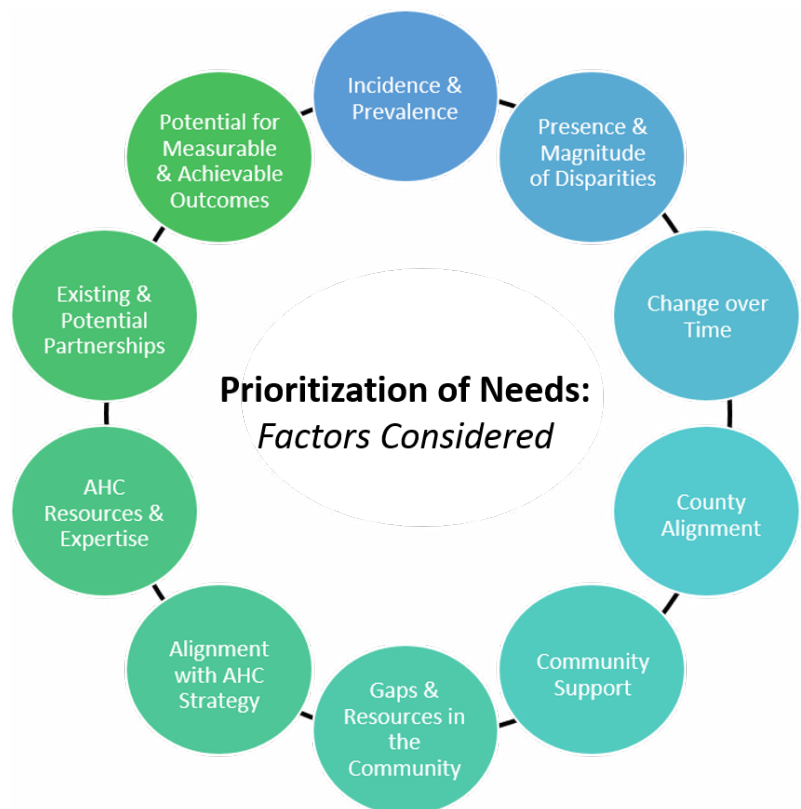 Incidence &
Prevalence
Presence &
Magnitude
of Disparities
Change over
Time
County
Alignment
Community
Support
Gaps &
Resources in
the
Community
Alignment
with AHC
Strategy
AHC
Resources &
Expertise
Existing &
Potential
Partnerships
Potential for
Measurable
& Achievable
Outcomes
Prioritization of Needs:
Factors Considered